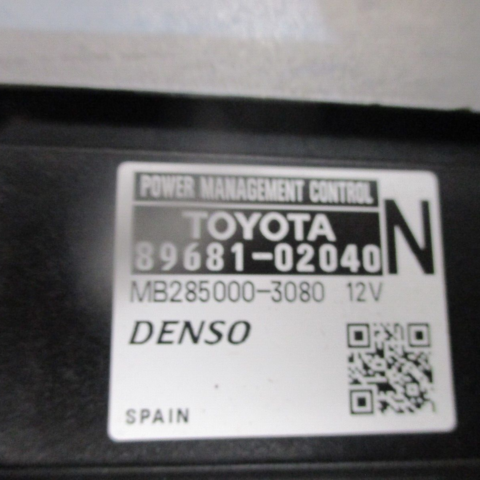 POWER MANAGEMENT CONTROL
TOYOTA
89681-02040 N
MB285000-3080 12V
DENSO
SPAIN